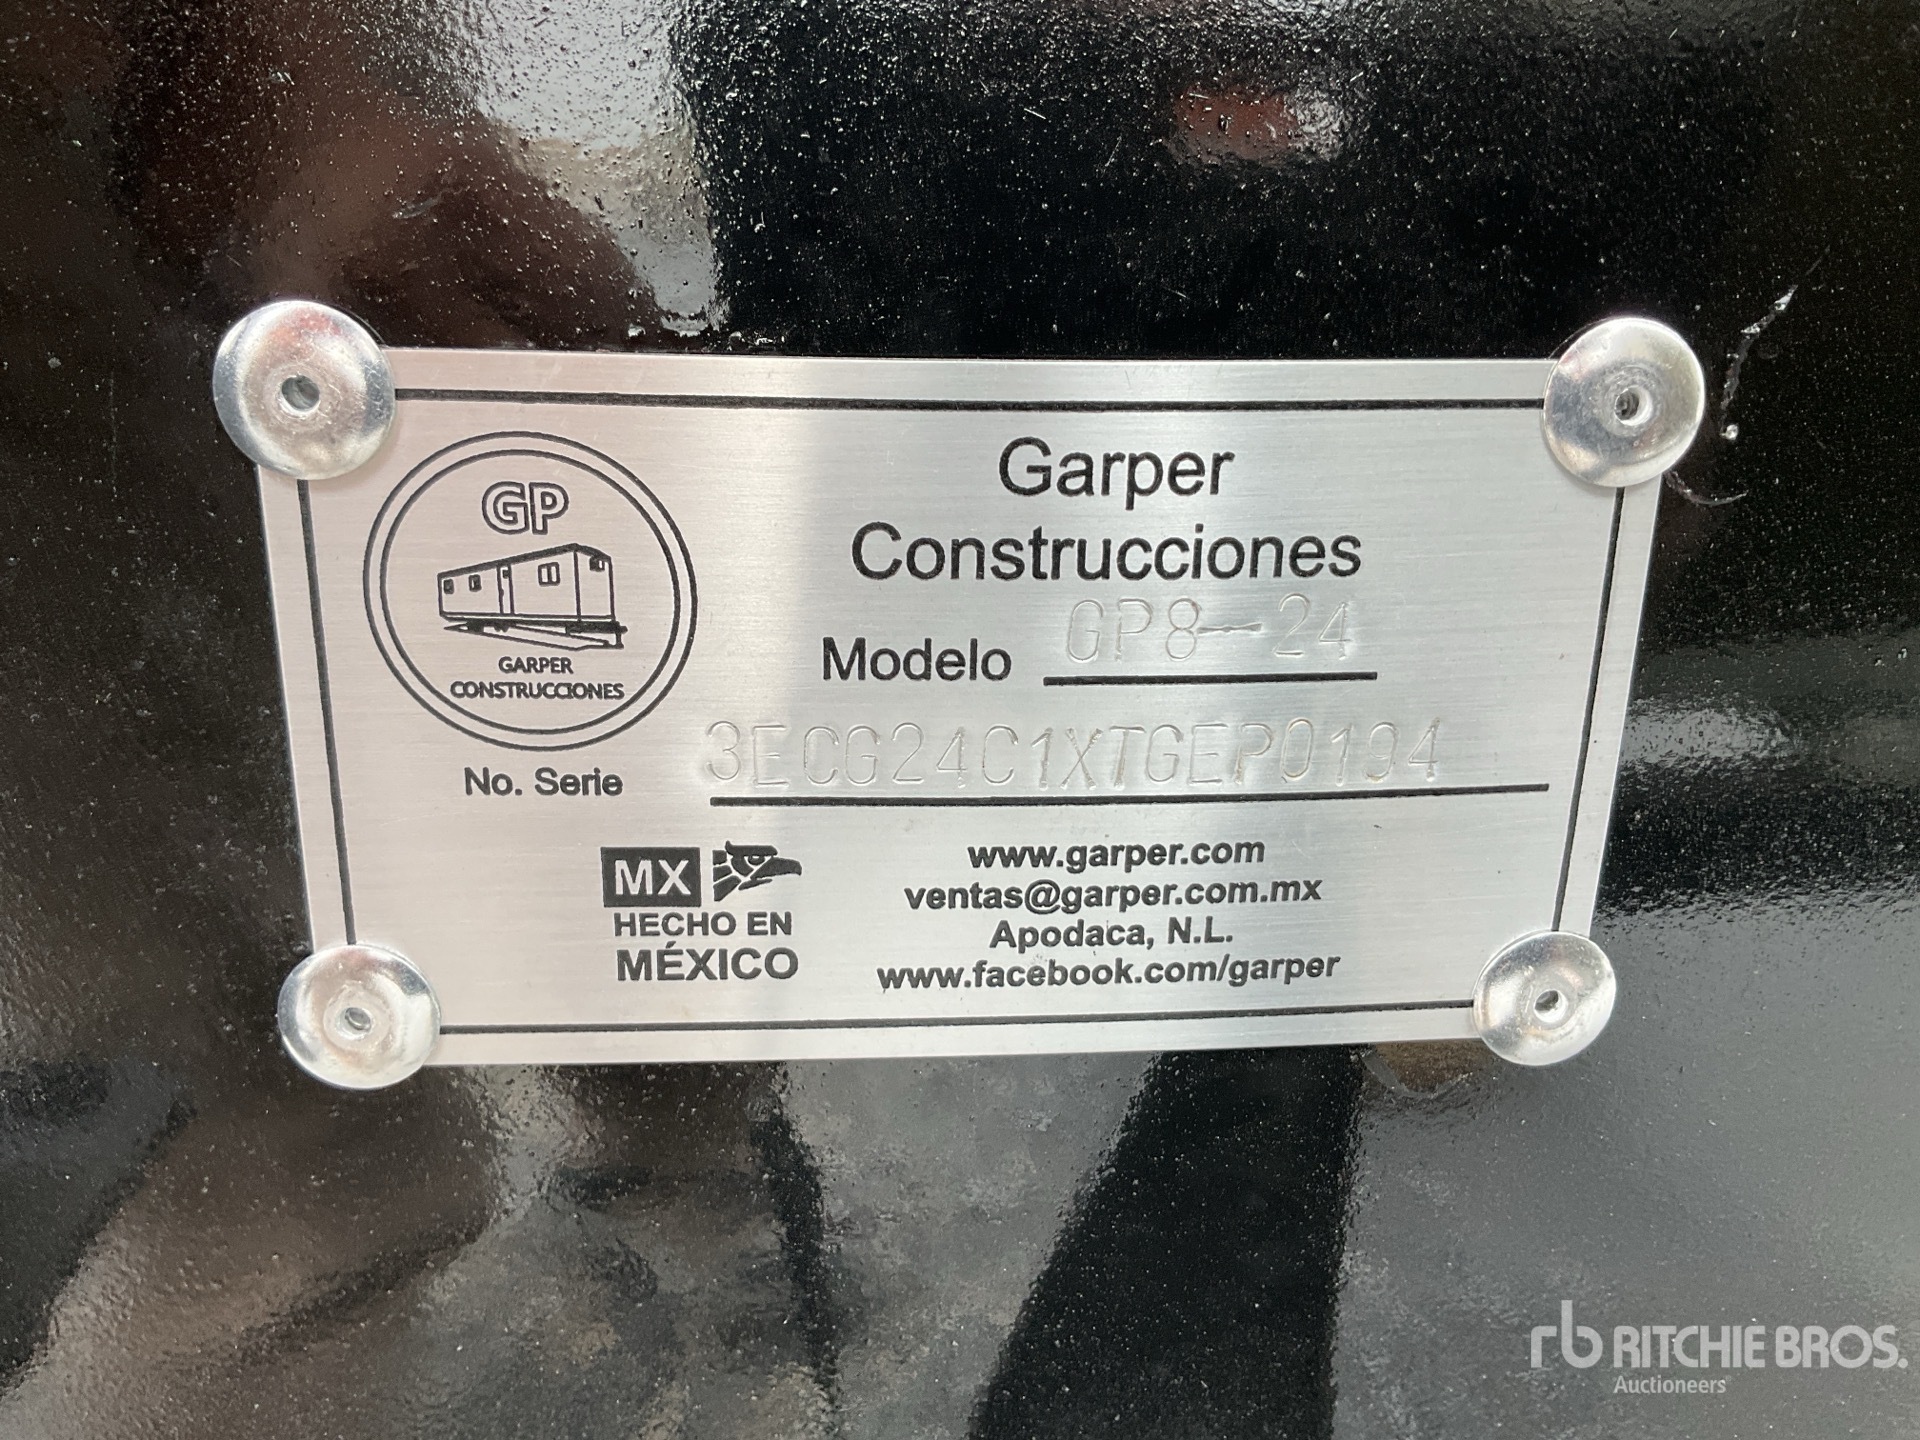 GP
GARPER
CONSTRUCCIONES
Garper
Construcciones
Modelo GP8-24
No. Serie 3ECG24C1XTGEP0194
MX
HECHO EN
MÉXICO
www.garper.com
ventas@garper.com.mx
Apodaca, N.L.
www.facebook.com/garper
rb RITCHIE BROS.
Auctioneers